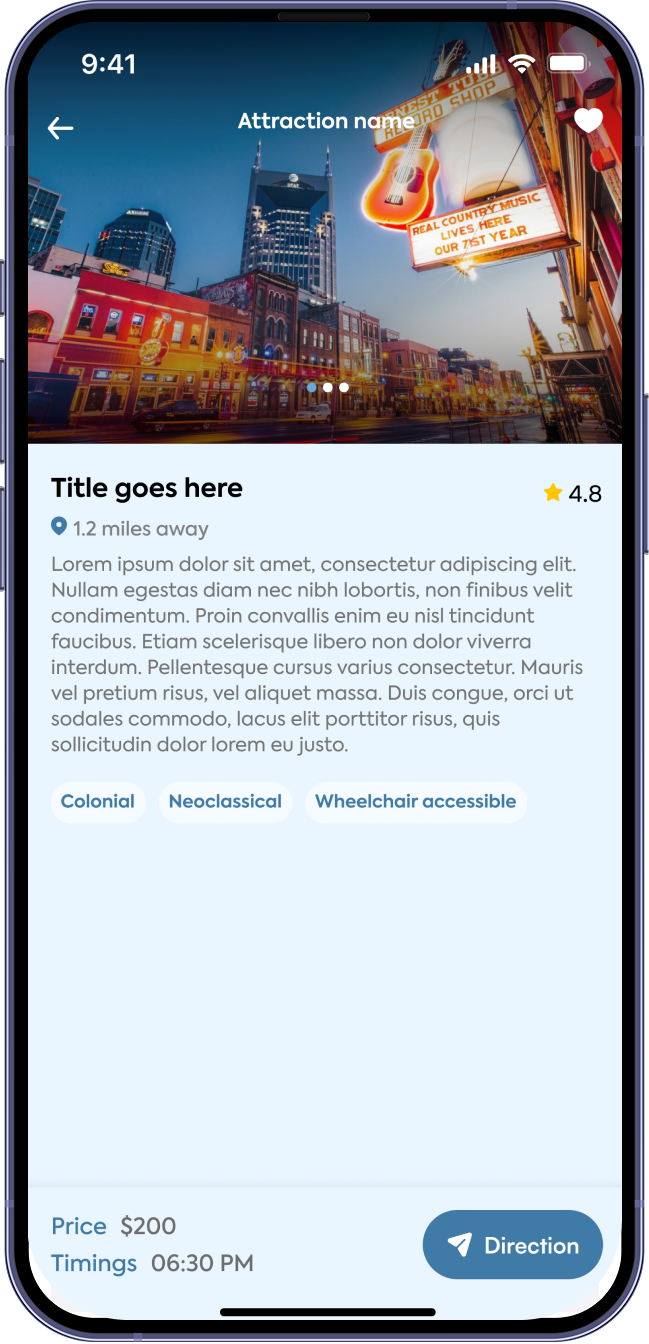 9:41
Attraction name
ERNEST TUBB
RECORD SHOP
REAL COUNTRY MUSIC
LIVES HERE
OUR 71ST YEAR
at&t
Title goes here
4.8
1.2 miles away
Lorem ipsum dolor sit amet, consectetur adipiscing elit.
Nullam egestas diam nec nibh lobortis, non finibus velit
condimentum. Proin convallis enim eu nisl tincidunt
faucibus. Etiam scelerisque libero non dolor viverra
interdum. Pellentesque cursus varius consectetur. Mauris
vel pretium risus, vel aliquet massa. Duis congue, orci ut
sodales commodo, lacus elit porttitor risus, quis
sollicitudin dolor lorem eu justo.
Colonial Neoclassical Wheelchair accessible
Price $200
Timings 06:30 PM
Direction